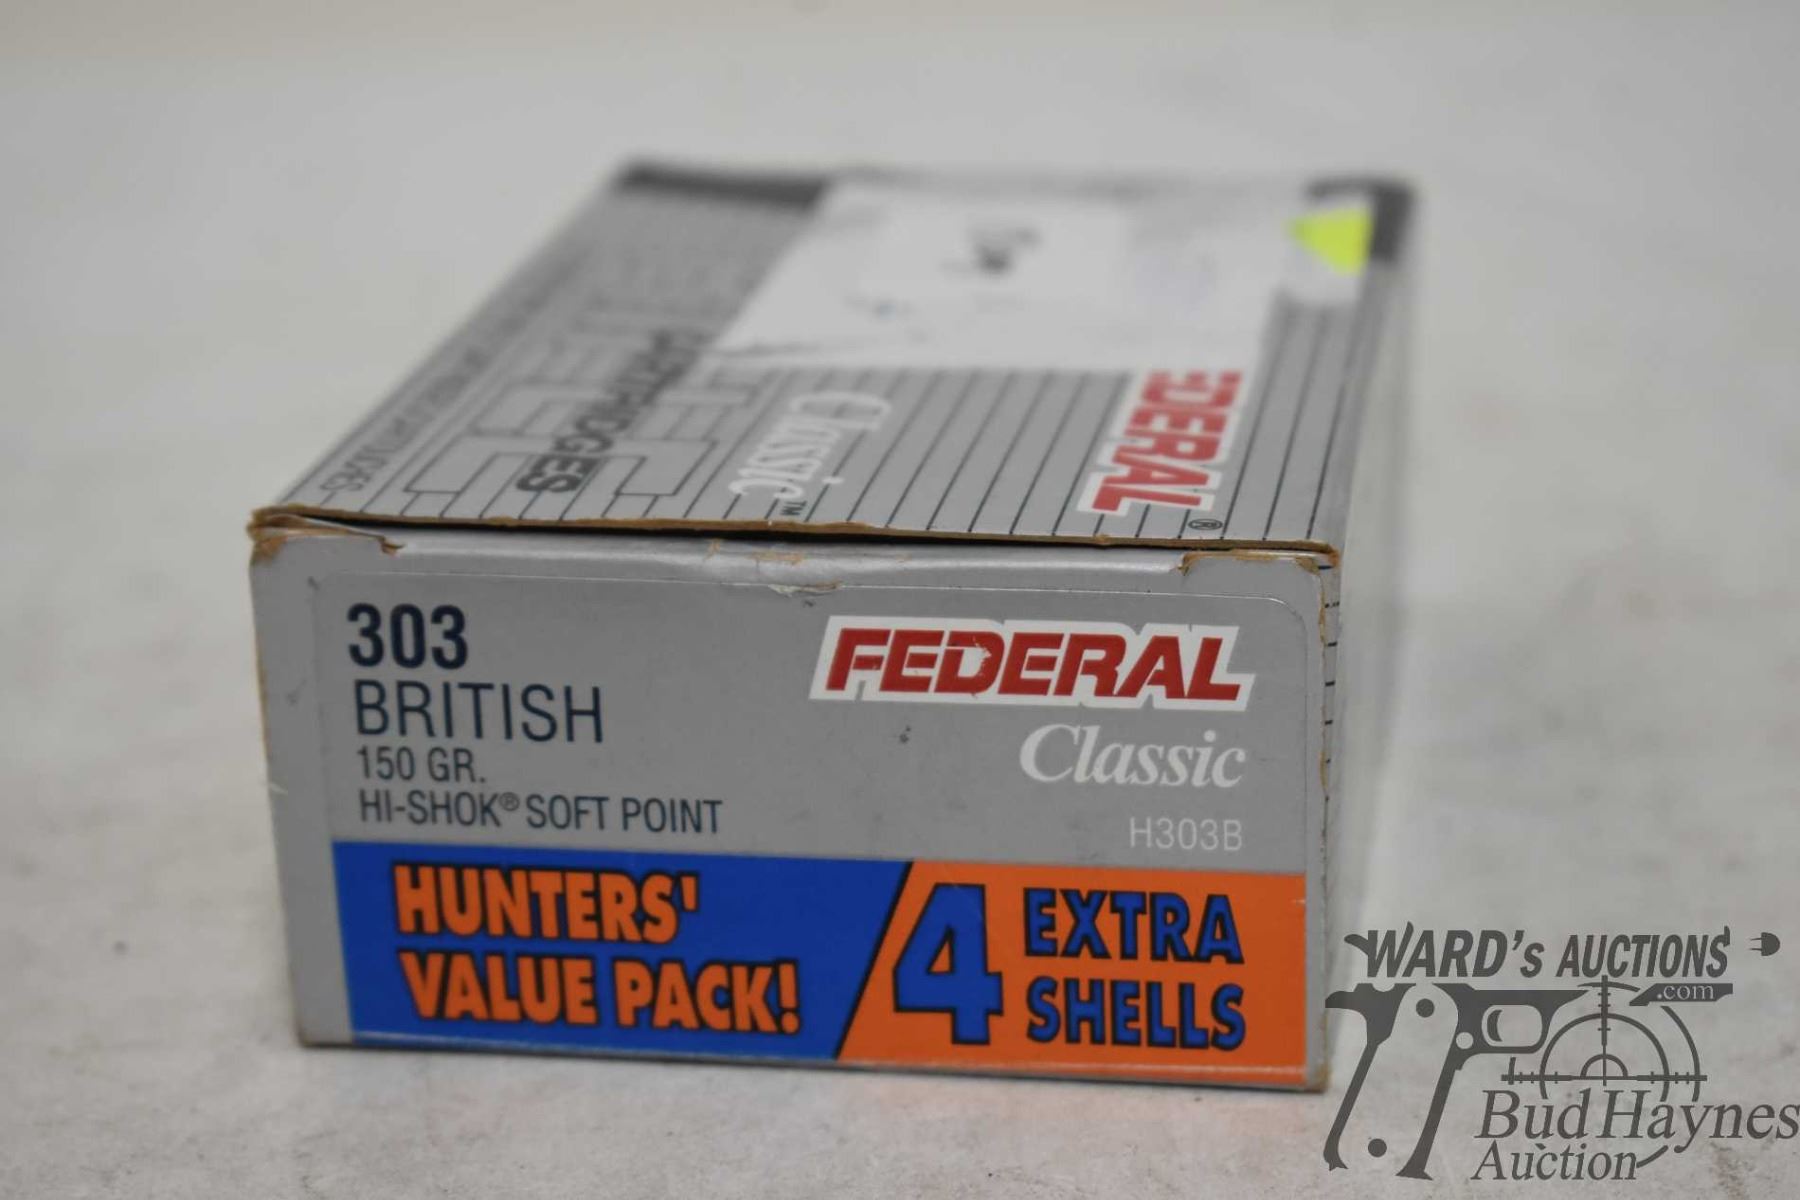 FEDERAL®
Classic™
CARTRIDGES
303
BRITISH
150 GR.
HI-SHOK® SOFT POINT
FEDERAL
Classic
H303B
HUNTERS'
VALUE PACK!
4 EXTRA
SHELLS
WARD's AUCTIONS
.com
Bud Haynes
Auction